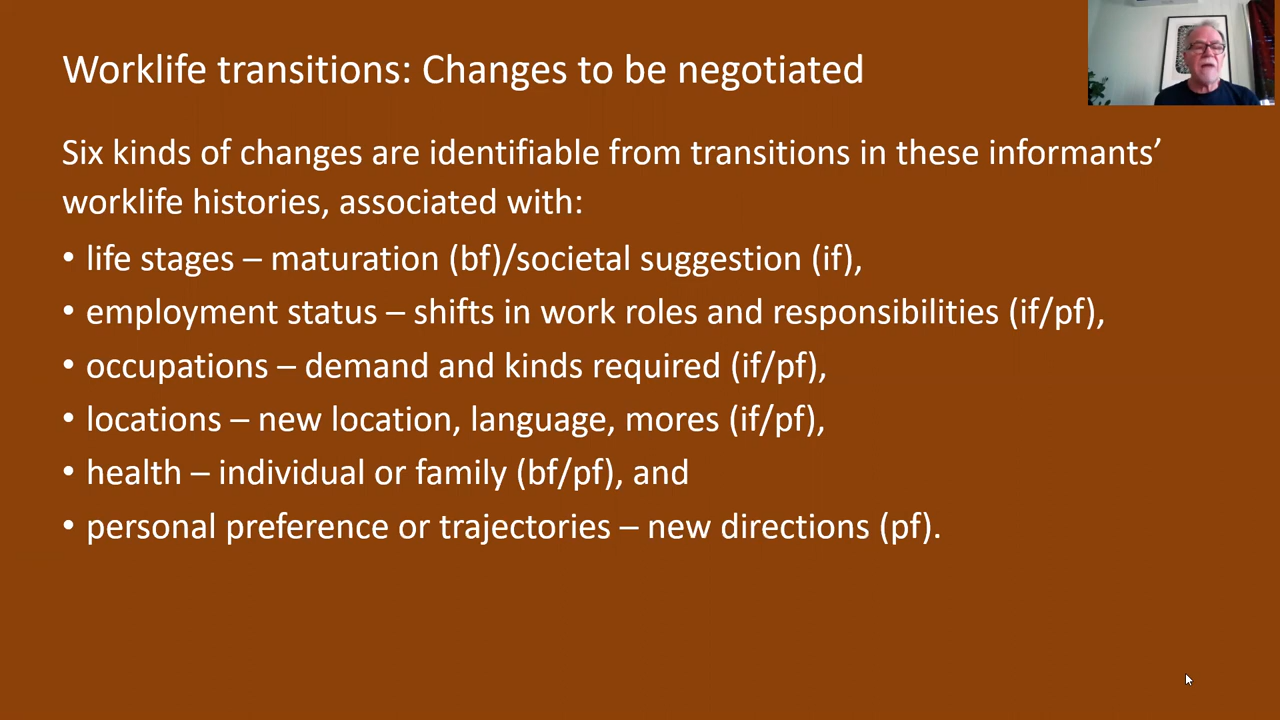 Worklife transitions: Changes to be negotiated
Six kinds of changes are identifiable from transitions in these informants’
worklife histories, associated with:
• life stages – maturation (bf)/societal suggestion (if),
• employment status – shifts in work roles and responsibilities (if/pf),
• occupations – demand and kinds required (if/pf),
• locations – new location, language, mores (if/pf),
• health – individual or family (bf/pf), and
• personal preference or trajectories – new directions (pf).